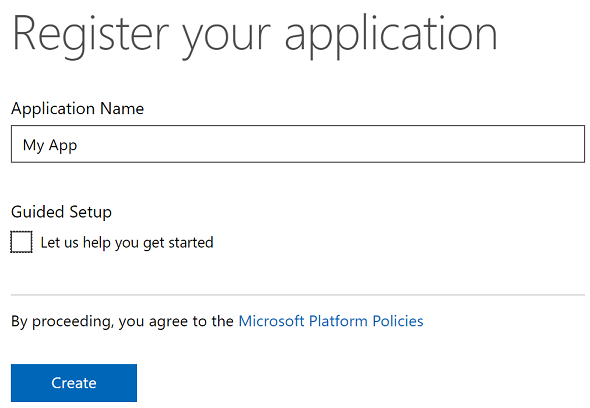 Register your application
Application Name
My App
Guided Setup
Let us help you get started
By proceeding, you agree to the Microsoft Platform Policies
Create